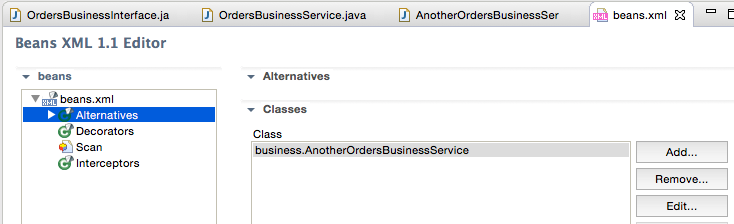 OrdersBusinessInterface.ja
OrdersBusinessService.java
AnotherOrdersBusinessSer
beans.xml
Beans XML 1.1 Editor
beans
beans.xml
Alternatives
Decorators
Scan
Interceptors
Alternatives
Classes
Class
business.AnotherOrdersBusinessService
Add...
Remove...
Edit...